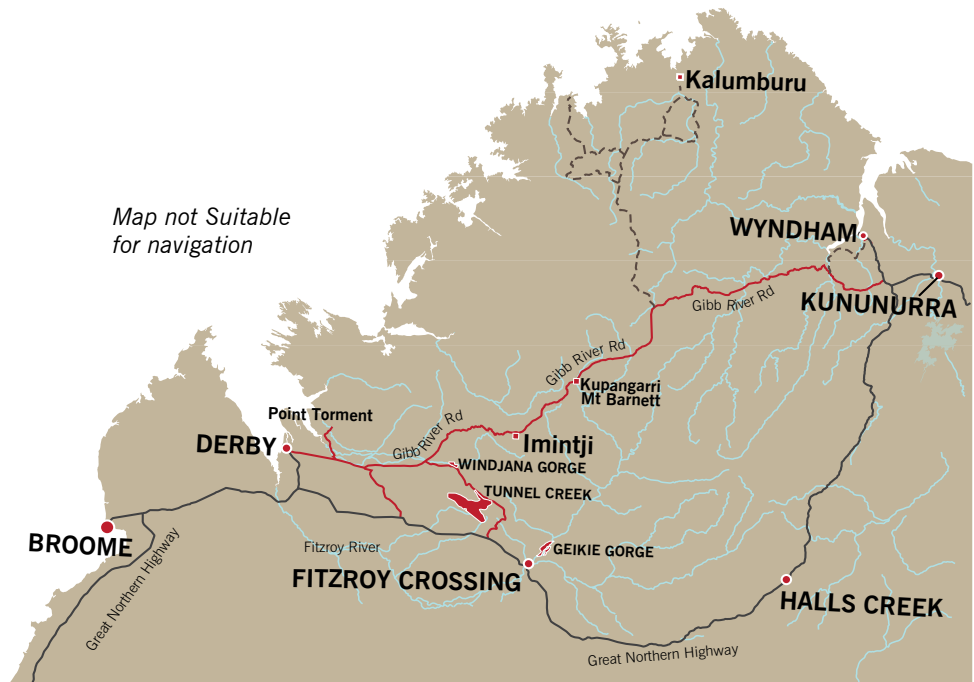 Kalumburu
Map not Suitable
for navigation
WYNDHAM
KUNUNURRA
Gibb River Rd
Gibb River Rd
Kupangarri
Mt Barnett
Point Torment
Gibb River Rd
DERBY
Imintji
WINDJANA GORGE
TUNNEL CREEK
BROOME
Fitzroy River
GEIKIE GORGE
FITZROY CROSSING
Great Northern Highway
HALLS CREEK
Great Northern Highway